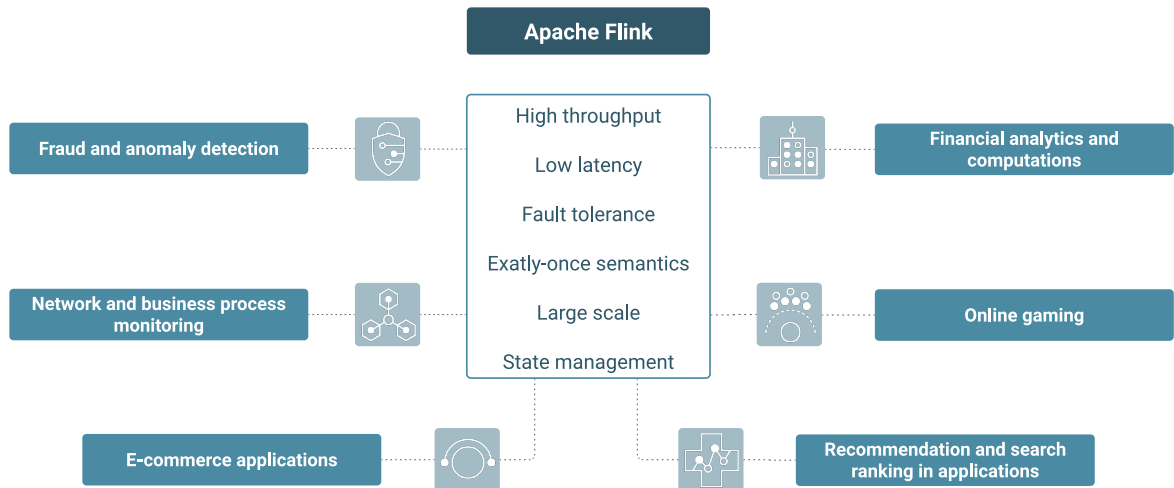 Apache Flink
High throughput
Low latency
Fault tolerance
Exatly-once semantics
Large scale
State management
Fraud and anomaly detection
Network and business process
monitoring
E-commerce applications
Financial analytics and
computations
Online gaming
Recommendation and search
ranking in applications